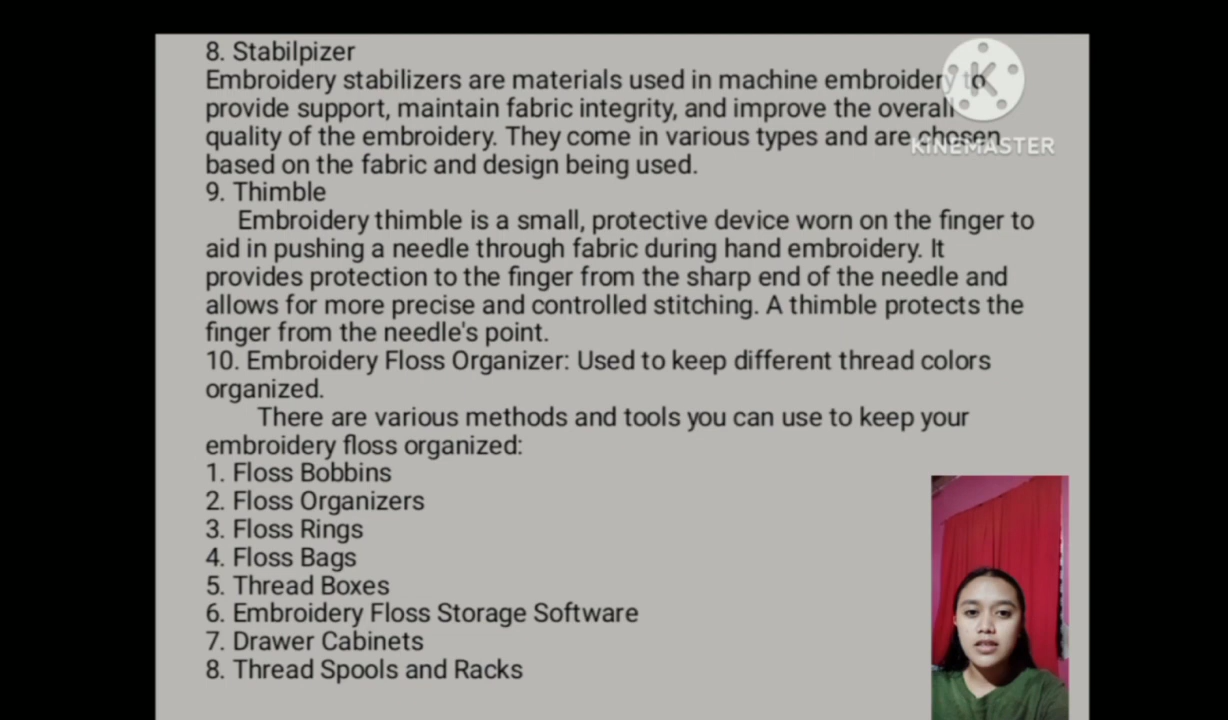 8. Stabilpizer
Embroidery stabilizers are materials used in machine embroidery to
provide support, maintain fabric integrity, and improve the overall
quality of the embroidery. They come in various types and are chosen
based on the fabric and design being used.
9. Thimble
Embroidery thimble is a small, protective device worn on the finger to
aid in pushing a needle through fabric during hand embroidery. It
provides protection to the finger from the sharp end of the needle and
allows for more precise and controlled stitching. A thimble protects the
finger from the needle's point.
10. Embroidery Floss Organizer: Used to keep different thread colors
organized.
There are various methods and tools you can use to keep your
embroidery floss organized:
1. Floss Bobbins
2. Floss Organizers
3. Floss Rings
4. Floss Bags
5. Thread Boxes
6. Embroidery Floss Storage Software
7. Drawer Cabinets
8. Thread Spools and Racks
K
KINEMASTER